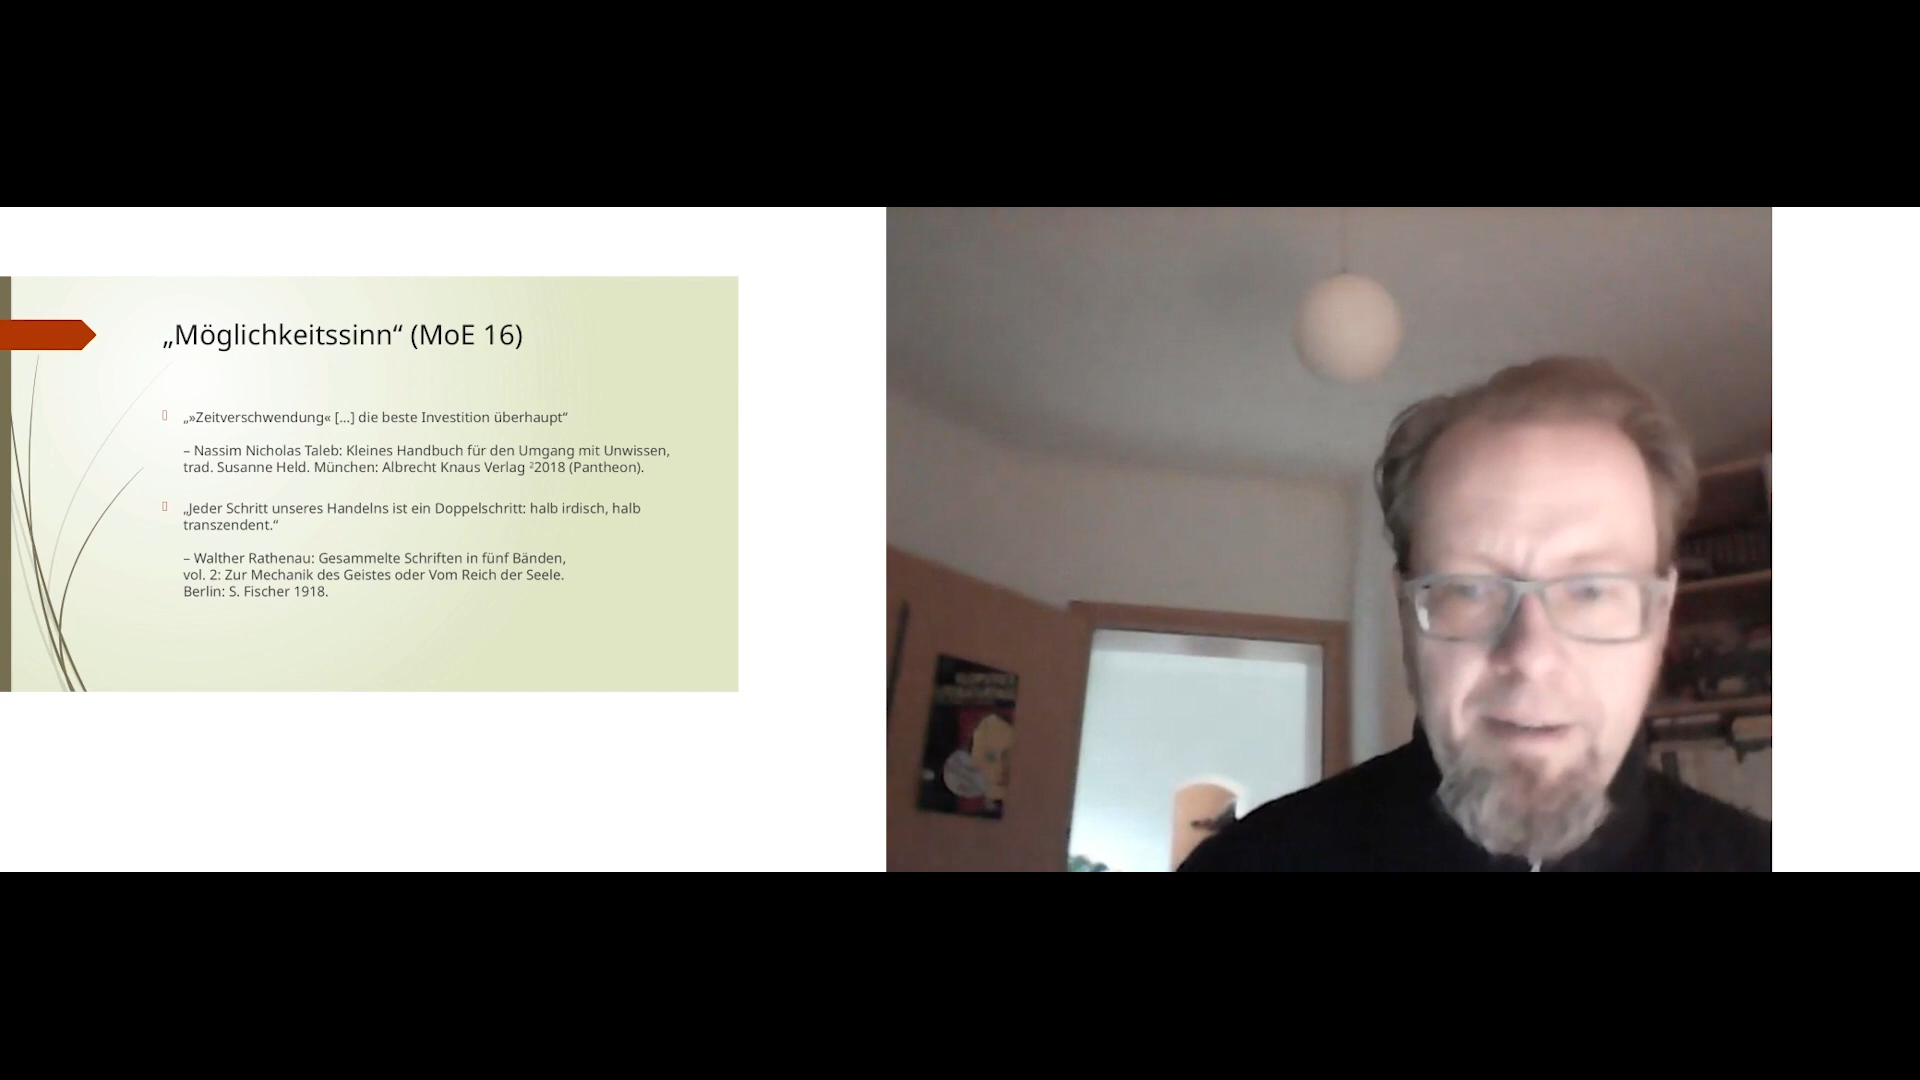 „Möglichkeitssinn“ (MoE 16)
„»Zeitverschwendung« [...] die beste Investition überhaupt“
– Nassim Nicholas Taleb: Kleines Handbuch für den Umgang mit Unwissen,
trad. Susanne Held. München: Albrecht Knaus Verlag ²2018 (Pantheon).
„Jeder Schritt unseres Handelns ist ein Doppelschritt: halb irdisch, halb
transzendent.“
– Walther Rathenau: Gesammelte Schriften in fünf Bänden,
vol. 2: Zur Mechanik des Geistes oder Vom Reich der Seele.
Berlin: S. Fischer 1918.